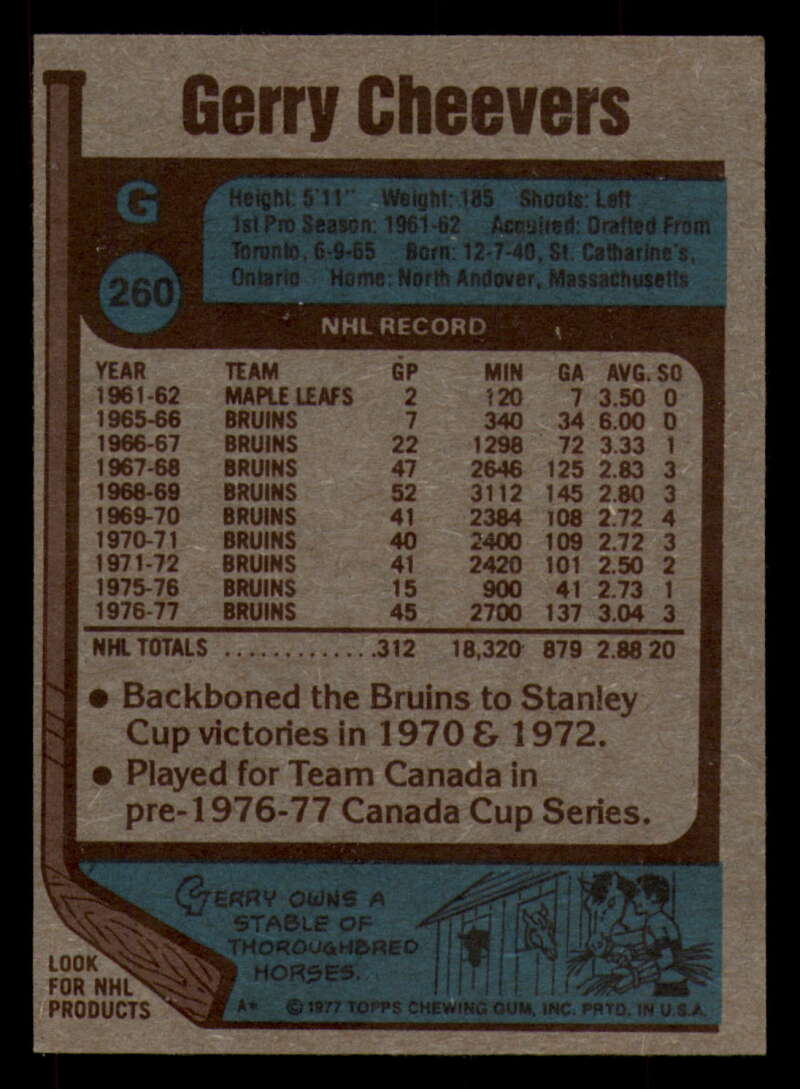 Gerry Cheevers
G
Height: 5'11" Weight: 185 Shoots: Left
1st Pro Season: 1961-62 Acquired: Drafted From
Toronto, 6-9-65 Born: 12-7-40, St. Catharine's,
Ontario Home: North Andover, Massachusetts
260
NHL RECORD
YEAR TEAM GP MIN GA AVG. SO
1961-62 MAPLE LEAFS 2 120 7 3.50 0
1965-66 BRUINS 7 340 34 6.00 0
1966-67 BRUINS 22 1298 72 3.33 1
1967-68 BRUINS 47 2646 125 2.83 3
1968-69 BRUINS 52 3112 145 2.80 3
1969-70 BRUINS 41 2384 108 2.72 4
1970-71 BRUINS 40 2400 109 2.72 3
1971-72 BRUINS 41 2420 101 2.50 2
1975-76 BRUINS 15 900 41 2.73 1
1976-77 BRUINS 45 2700 137 3.04 3
NHL TOTALS .............312 18,320 879 2.88 20
● Backboned the Bruins to Stanley
Cup victories in 1970 & 1972.
● Played for Team Canada in
pre-1976-77 Canada Cup Series.
GERRY OWNS A
STABLE OF
THOROUGHBRED
HORSES.
LOOK
FOR NHL
PRODUCTS
A* © 1977 TOPPS CHEWING GUM, INC. PRTD. IN U.S.A.